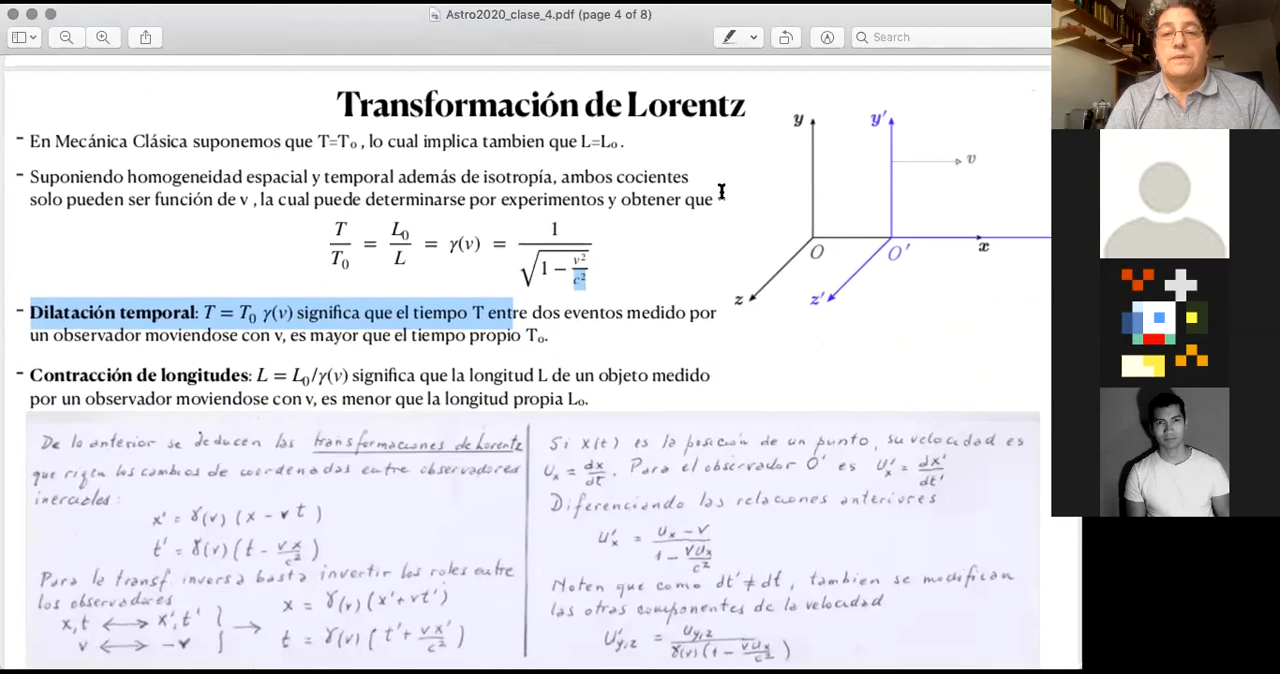 Astro2020_clase_4.pdf (page 4 of 8)
Search
Transformación de Lorentz
- En Mecánica Clásica suponemos que T=T₀ , lo cual implica tambien que L=L₀ .
- Suponiendo homogeneidad espacial y temporal además de isotropía, ambos cocientes
solo pueden ser función de v , la cual puede determinarse por experimentos y obtener que
T/T₀ = L₀/L = γ(v) = 1/√(1 − v²/c²)
- Dilatación temporal: T = T₀ γ(v) significa que el tiempo T entre dos eventos medido por
un observador moviendose con v, es mayor que el tiempo propio T₀.
- Contracción de longitudes: L = L₀/γ(v) significa que la longitud L de un objeto medido
por un observador moviendose con v, es menor que la longitud propia L₀.
y
y'
v
O
O'
x
z
z'
De lo anterior se deducen las transformaciones de Lorentz
que rigen los cambios de coordenadas entre observadores
inerciales:
x' = γ(v) (x − v t)
t' = γ(v) (t − vx/c²)
Para la transf inversa basta invertir los roles entre
los observadores
x,t ⟷ x',t'
v ⟷ −v
} →
x = γ(v) (x' + vt')
t = γ(v) (t' + vx'/c²)
Si x(t) es la posición de un punto, su velocidad es
Uₓ = dx/dt. Para el observador O' es U'ₓ = dx'/dt'
Diferenciando las relaciones anteriores
U'ₓ = (Uₓ − v)/(1 − vUₓ/c²)
Noten que como dt' ≠ dt, tambien se modifican
las otras componentes de la velocidad
U'y,z = Uy,z/(γ(v) (1 − vUₓ/c²))